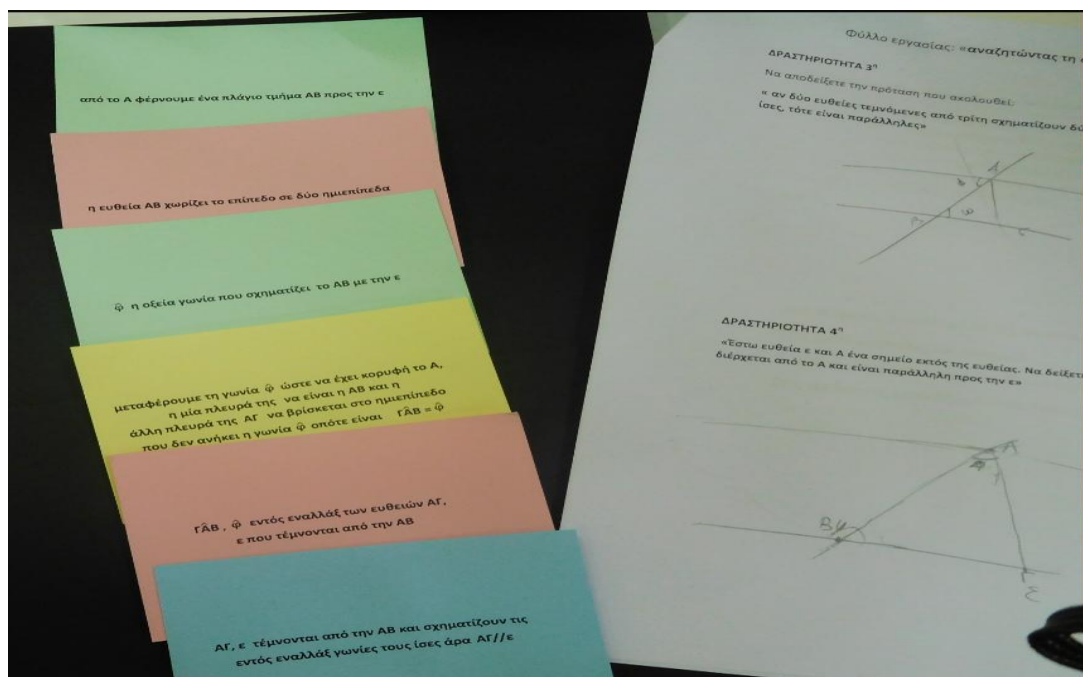 από το Α φέρνουμε ένα πλάγιο τμήμα ΑΒ προς την ε
η ευθεία ΑΒ χωρίζει το επίπεδο σε δύο ημιεπίπεδα
φ̂ η οξεία γωνία που σχηματίζει το ΑΒ με την ε
μεταφέρουμε τη γωνία φ̂ ώστε να έχει κορυφή το Α,
η μία πλευρά της να είναι η ΑΒ και η
άλλη πλευρά της ΑΓ να βρίσκεται στο ημιεπίπεδο
που δεν ανήκει η γωνία φ̂ οπότε είναι ΓÂΒ = φ̂
ΓÂΒ , φ̂ εντός εναλλάξ των ευθειών ΑΓ,
ε που τέμνονται από την ΑΒ
ΑΓ, ε τέμνονται από την ΑΒ και σχηματίζουν τις
εντός εναλλάξ γωνίες τους ίσες άρα ΑΓ//ε
Φύλλο εργασίας: «αναζητώντας τη
ΔΡΑΣΤΗΡΙΟΤΗΤΑ 3η
Να αποδείξετε την πρόταση που ακολουθεί:
« αν δύο ευθείες τεμνόμενες από τρίτη σχηματίζουν
ίσες, τότε είναι παράλληλες»
ΔΡΑΣΤΗΡΙΟΤΗΤΑ 4η
«Έστω ευθεία ε και Α ένα σημείο εκτός της ευθείας. Να
διέρχεται από το Α και είναι παράλληλη προς την ε»
Α
Β
ε